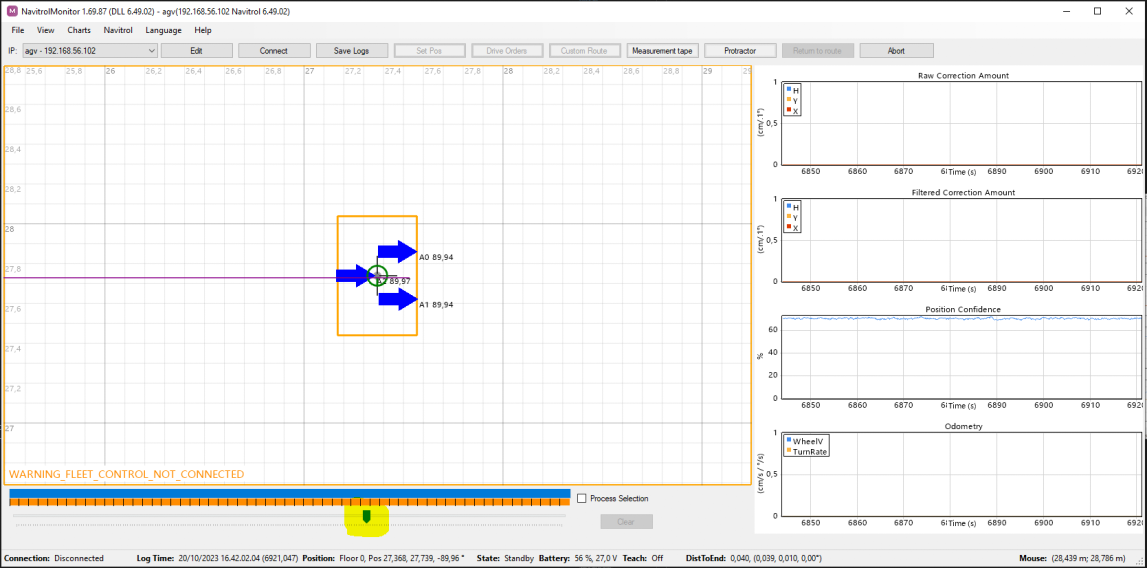 NavitrolMonitor 1.69.87 (DLL 6.49.02) - agv(192.168.56.102 Navitrol 6.49.02)
File View Charts Navitrol Language Help
IP: agv - 192.168.56.102 Edit Connect Save Logs Set Pos Drive Orders Custom Route Measurement tape Protractor Return to route Abort
28,8 25,6 25,8 26 26,2 26,4 26,6 26,8 27 27,2 27,4 27,6 27,8 28 28,2 28,4 28,6 28,8 29
28,6
28,4
28,2
28
27,8
27,6
27,4
27,2
27
A0 89,94
A2 89,97
A1 89,94
WARNING_FLEET_CONTROL_NOT_CONNECTED
Process Selection
Clear
Raw Correction Amount
(cm/.1°)
1
0,5
0
H
Y
X
6850 6860 6870 Time (s) 6890 6900 6910
Filtered Correction Amount
(cm/.1°)
1
0,5
0
H
Y
X
6850 6860 6870 Time (s) 6890 6900 6910
Position Confidence
%
60
40
20
0
6850 6860 6870 Time (s) 6890 6900 6910
Odometry
(cm/s / °/s)
1
0,5
0
WheelV
TurnRate
6850 6860 6870 Time (s) 6890 6900 6910
Connection: Disconnected Log Time: 20/10/2023 16.42.02.04 (6921,047) Position: Floor 0, Pos 27,368, 27,739, -89,96 ° State: Standby Battery: 56 %, 27,0 V Teach: Off DistToEnd: 0,040, (0,039, 0,010, 0,00°) Mouse: (28,439 m; 28,786 m)